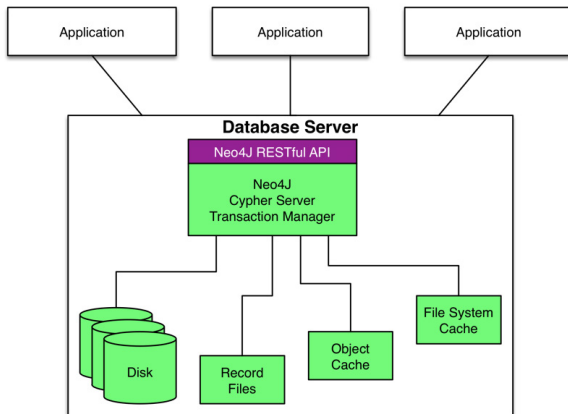 Application
Application
Application
Database Server
Neo4J RESTful API
Neo4J
Cypher Server
Transaction Manager
File System
Cache
Object
Cache
Disk
Record
Files